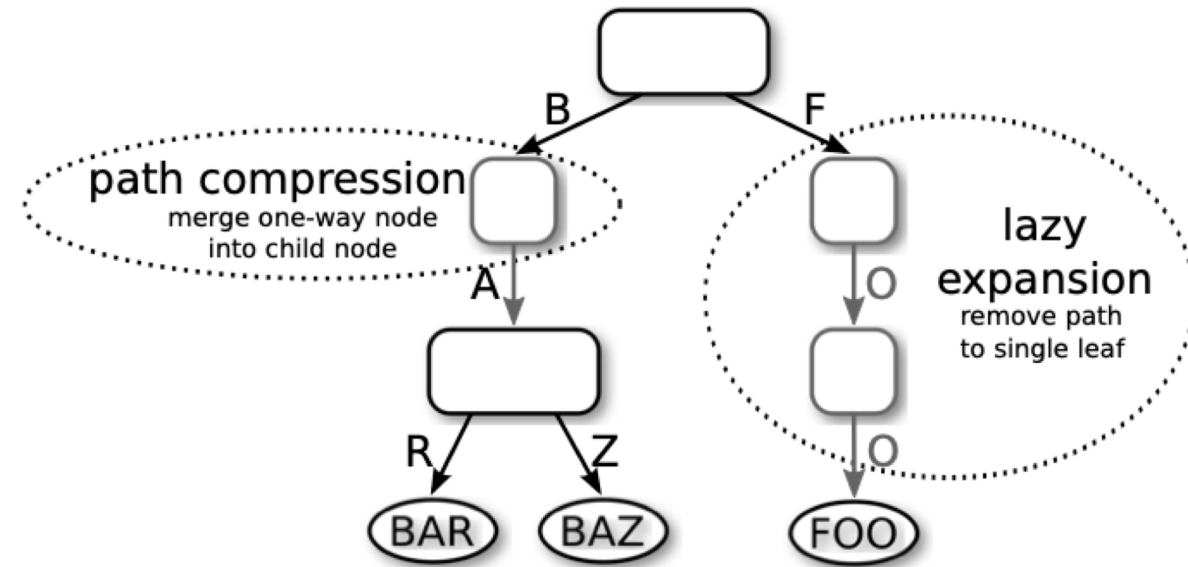 B
F
path compression
merge one-way node
into child node
lazy
expansion
remove path
to single leaf
A
O
R
Z
O
BAR
BAZ
FOO